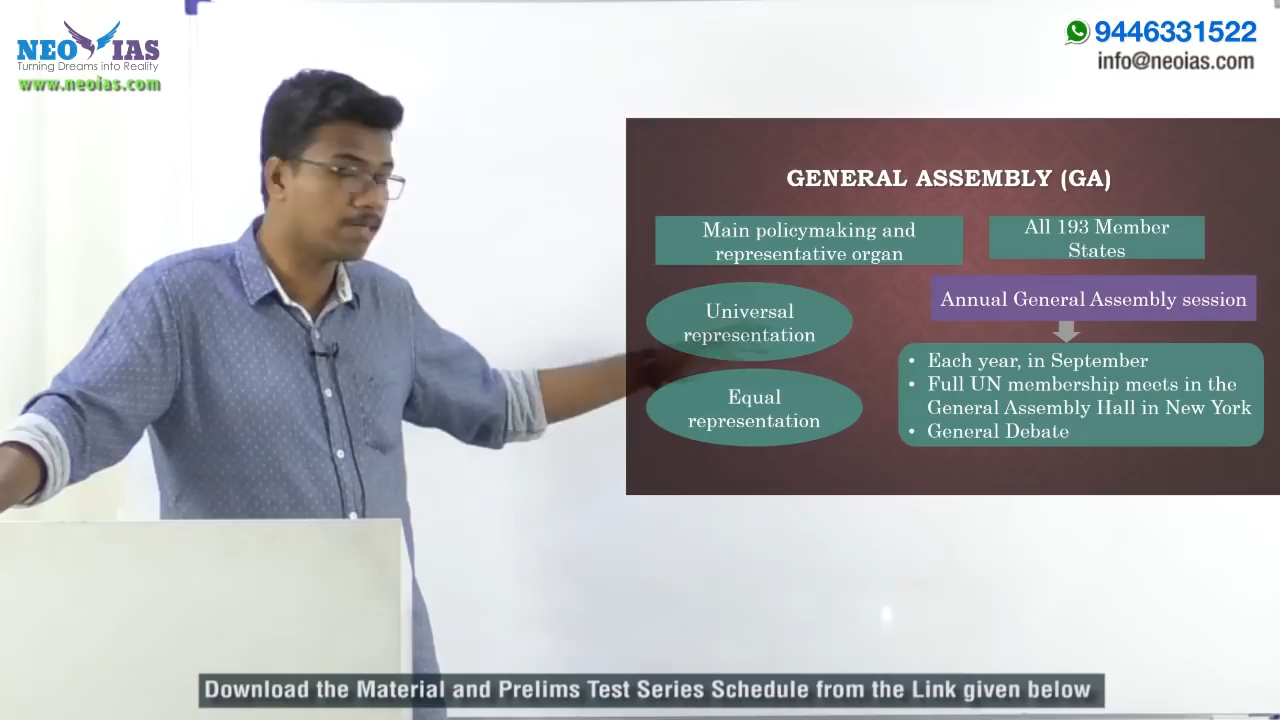 NEO IAS
Turning Dreams into Reality
www.neoias.com
9446331522
info@neoias.com
GENERAL ASSEMBLY (GA)
Main policymaking and
representative organ
All 193 Member
States
Universal
representation
Equal
representation
Annual General Assembly session
• Each year, in September
• Full UN membership meets in the
General Assembly Hall in New York
• General Debate
Download the Material and Prelims Test Series Schedule from the Link given below